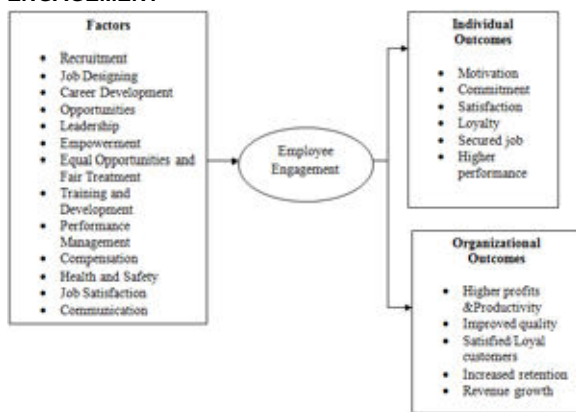 ENGAGEMENT
Factors
Recruitment
Job Designing
Career Development
Opportunities
Leadership
Empowerment
Equal Opportunities and
Fair Treatment
Training and
Development
Performance
Management
Compensation
Health and Safety
Job Satisfaction
Communication
Employee
Engagement
Individual
Outcomes
Motivation
Commitment
Satisfaction
Loyalty
Secured job
Higher
performance
Organizational
Outcomes
Higher profits
&Productivity
Improved quality
Satisfied/Loyal
customers
Increased retention
Revenue growth